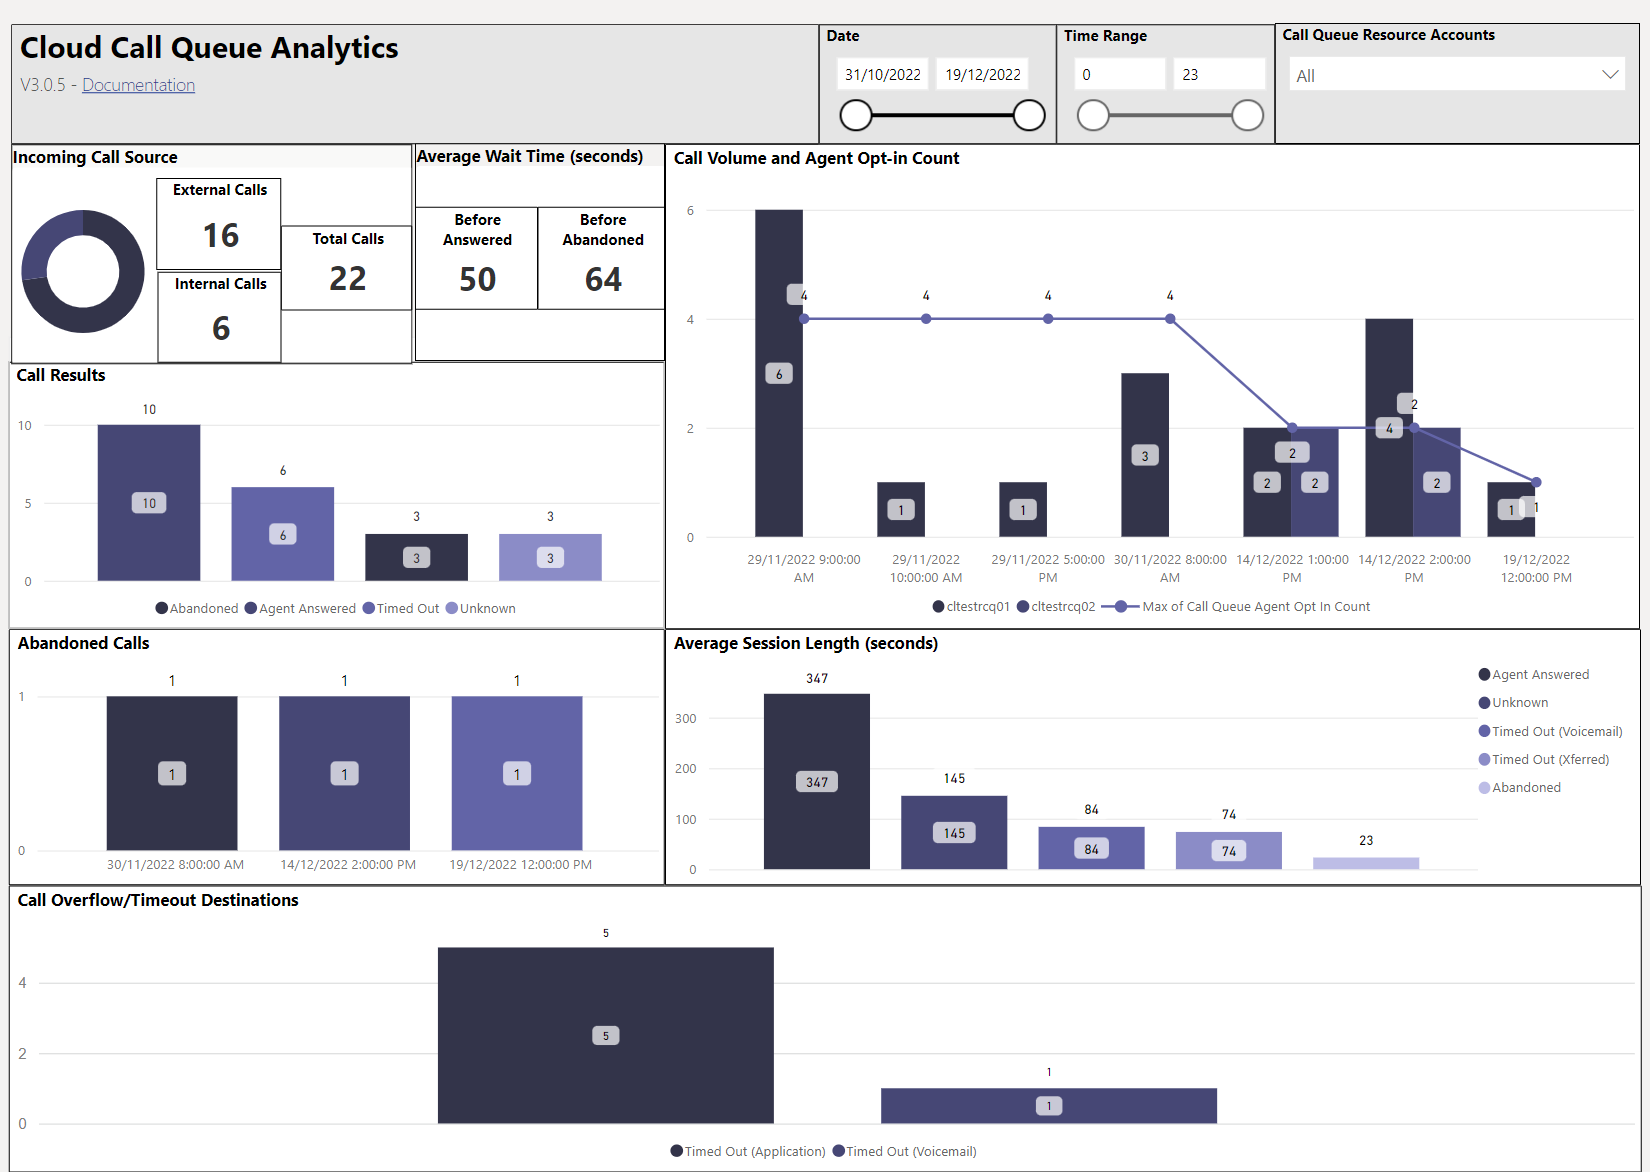 Cloud Call Queue Analytics
V3.0.5 - Documentation
Date
31/10/2022 19/12/2022
Time Range
0 23
Call Queue Resource Accounts
All
Incoming Call Source
External Calls
16
Internal Calls
6
Total Calls
22
Average Wait Time (seconds)
Before
Answered
50
Before
Abandoned
64
Call Volume and Agent Opt-in Count
6
4
2
0
6
4
1
4
1
4
3
4
2
2
2
4
2
2
1
1
29/11/2022 9:00:00
AM
29/11/2022
10:00:00 AM
29/11/2022 5:00:00
PM
30/11/2022 8:00:00
AM
14/12/2022 1:00:00
PM
14/12/2022 2:00:00
PM
19/12/2022
12:00:00 PM
cltestrcq01 cltestrcq02 Max of Call Queue Agent Opt In Count
Call Results
10
5
0
10
10
6
6
3
3
3
3
Abandoned Agent Answered Timed Out Unknown
Abandoned Calls
1
0
1
1
1
1
1
1
30/11/2022 8:00:00 AM 14/12/2022 2:00:00 PM 19/12/2022 12:00:00 PM
Average Session Length (seconds)
300
200
100
0
347
347
145
145
84
84
74
74
23
Agent Answered
Unknown
Timed Out (Voicemail)
Timed Out (Xferred)
Abandoned
Call Overflow/Timeout Destinations
4
2
0
5
5
1
1
Timed Out (Application) Timed Out (Voicemail)